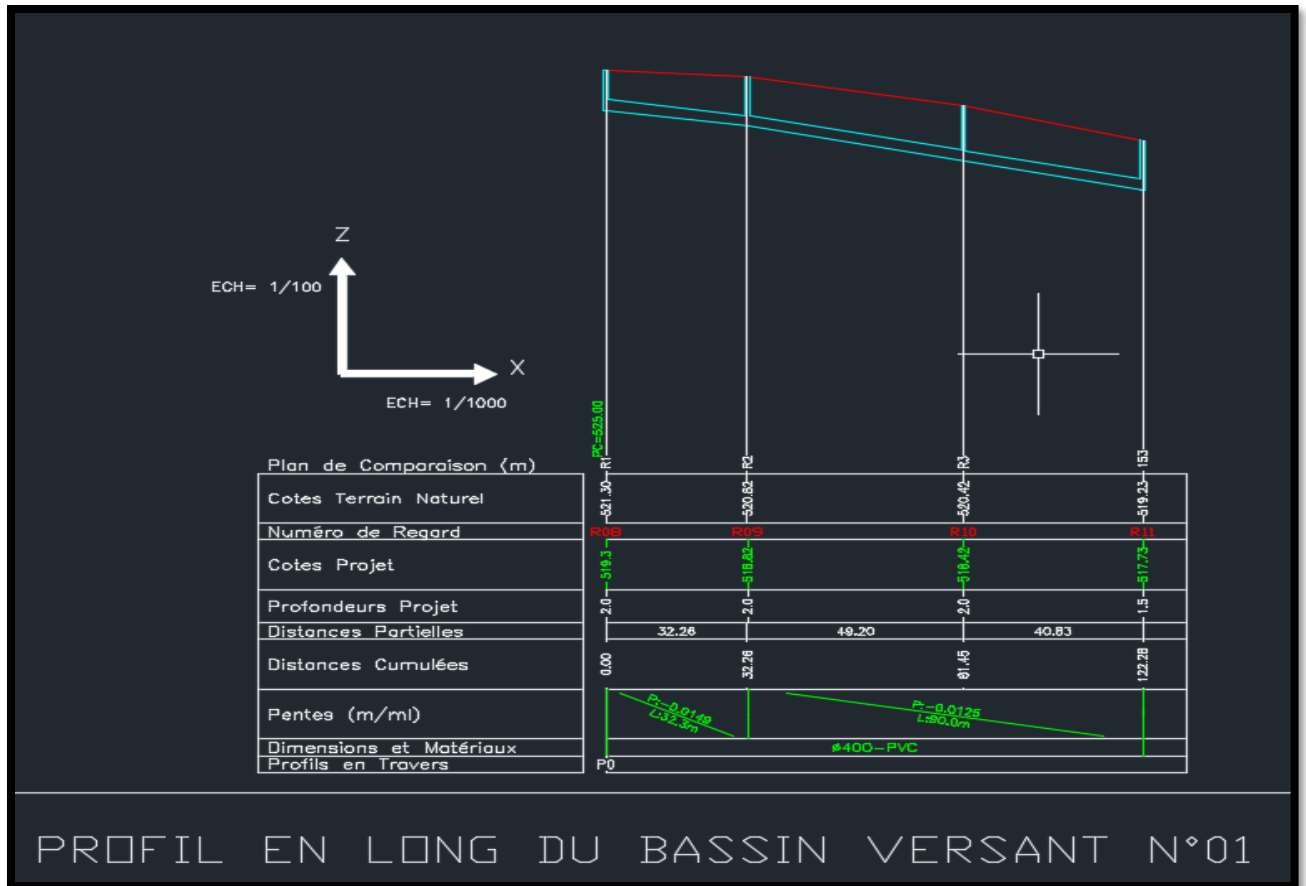 Z
ECH= 1/100
X
ECH= 1/1000
PC=525.00
Plan de Comparaison (m) R1 R2 R3 153
Cotes Terrain Naturel 521.30 520.82 520.42 519.23
Numéro de Regard R08 R09 R10 R11
Cotes Projet 519.3 518.82 518.42 517.73
Profondeurs Projet 2.0 2.0 2.0 1.5
Distances Partielles 32.26 49.20 40.83
Distances Cumulées 0.00 32.26 81.45 122.28
Pentes (m/ml) P:-0.0149 P:-0.0125
L:32.3m L:90.0m
Dimensions et Matériaux ø400-PVC
Profils en Travers P0
PROFIL EN LONG DU BASSIN VERSANT N°01